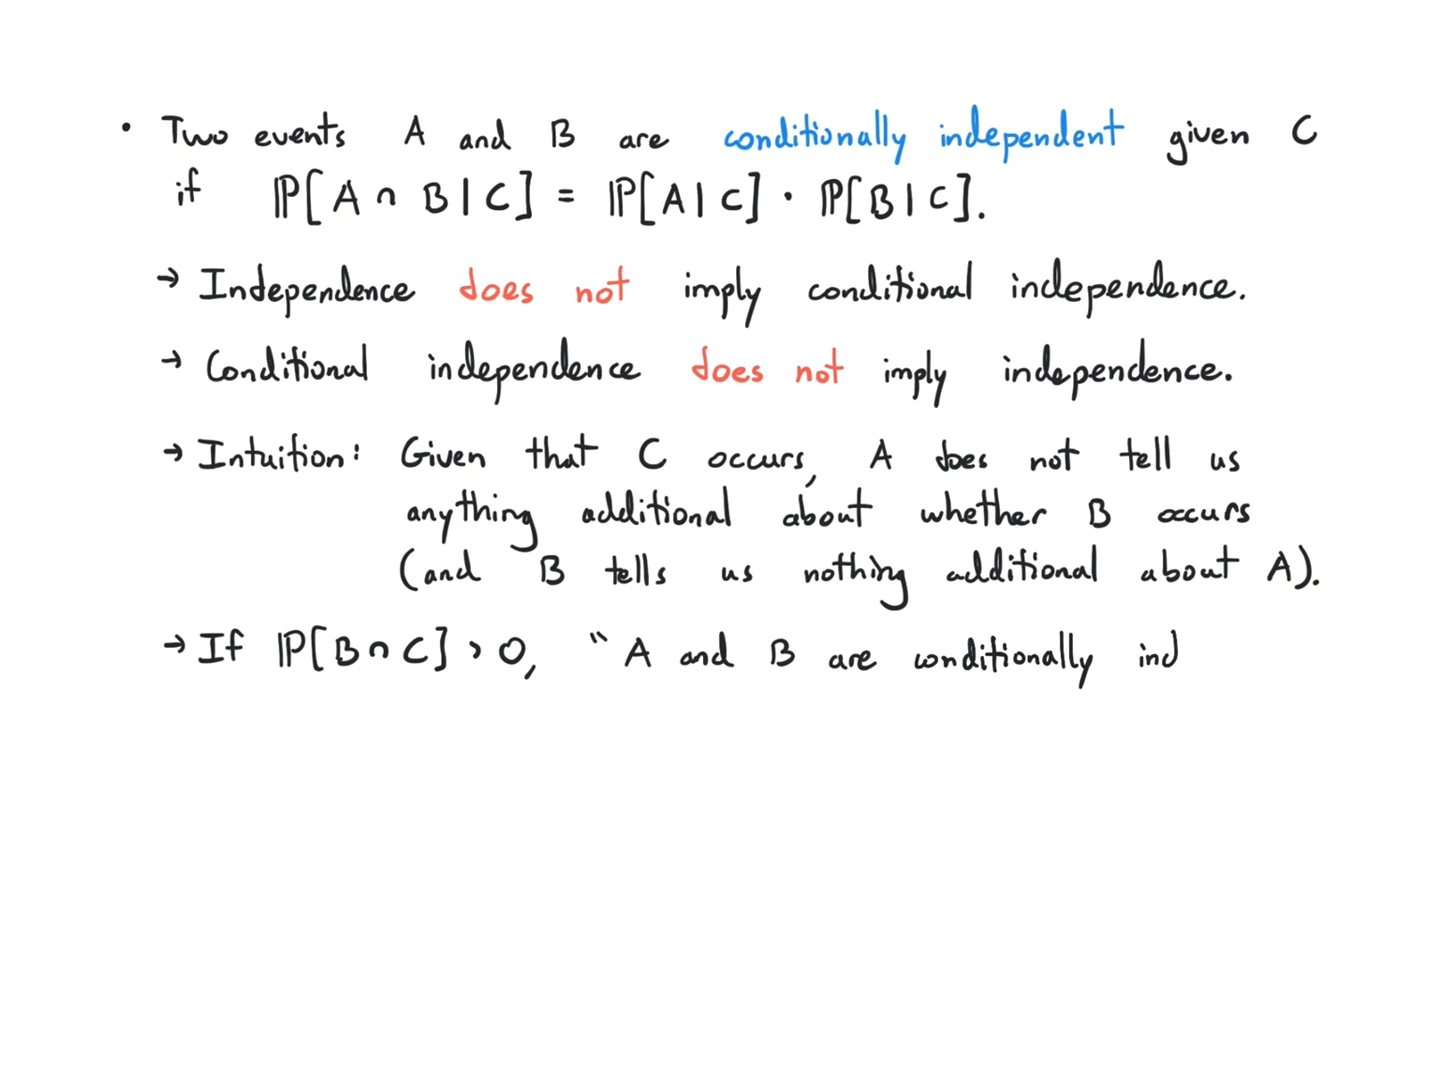 • Two events A and B are conditionally independent given C
if ℙ[A ∩ B | C] = ℙ[A | C] · ℙ[B | C].
→ Independence does not imply conditional independence.
→ Conditional independence does not imply independence.
→ Intuition: Given that C occurs, A does not tell us
anything additional about whether B occurs
(and B tells us nothing additional about A).
→ If ℙ[B ∩ C] > 0, "A and B are conditionally ind